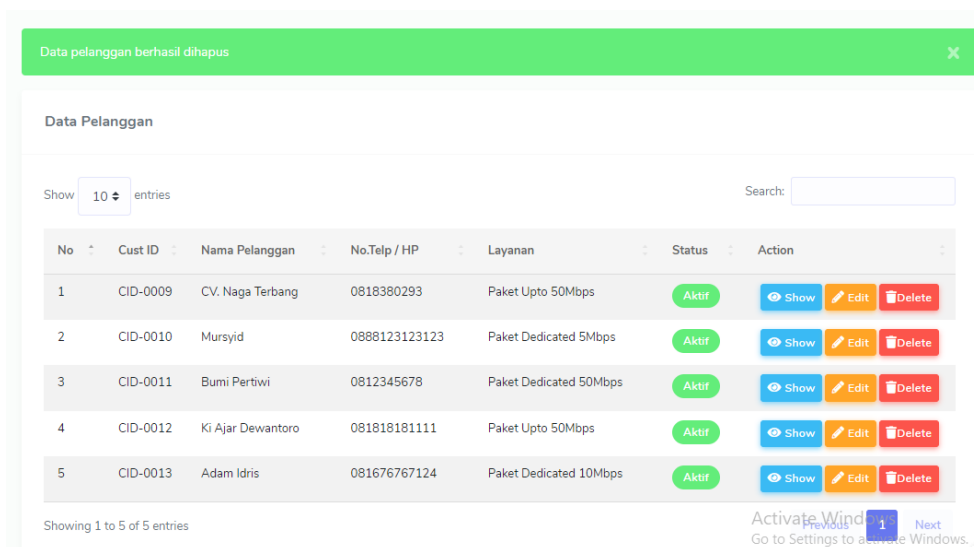 Data pelanggan berhasil dihapus ×
Data Pelanggan
Show 10 entries Search:
No Cust ID Nama Pelanggan No.Telp / HP Layanan Status Action
1 CID-0009 CV. Naga Terbang 0818380293 Paket Upto 50Mbps Aktif Show Edit Delete
2 CID-0010 Mursyid 0888123123123 Paket Dedicated 5Mbps Aktif Show Edit Delete
3 CID-0011 Bumi Pertiwi 0812345678 Paket Dedicated 50Mbps Aktif Show Edit Delete
4 CID-0012 Ki Ajar Dewantoro 081818181111 Paket Upto 50Mbps Aktif Show Edit Delete
5 CID-0013 Adam Idris 081676767124 Paket Dedicated 10Mbps Aktif Show Edit Delete
Showing 1 to 5 of 5 entries Previous 1 Next
Activate Windows
Go to Settings to activate Windows.